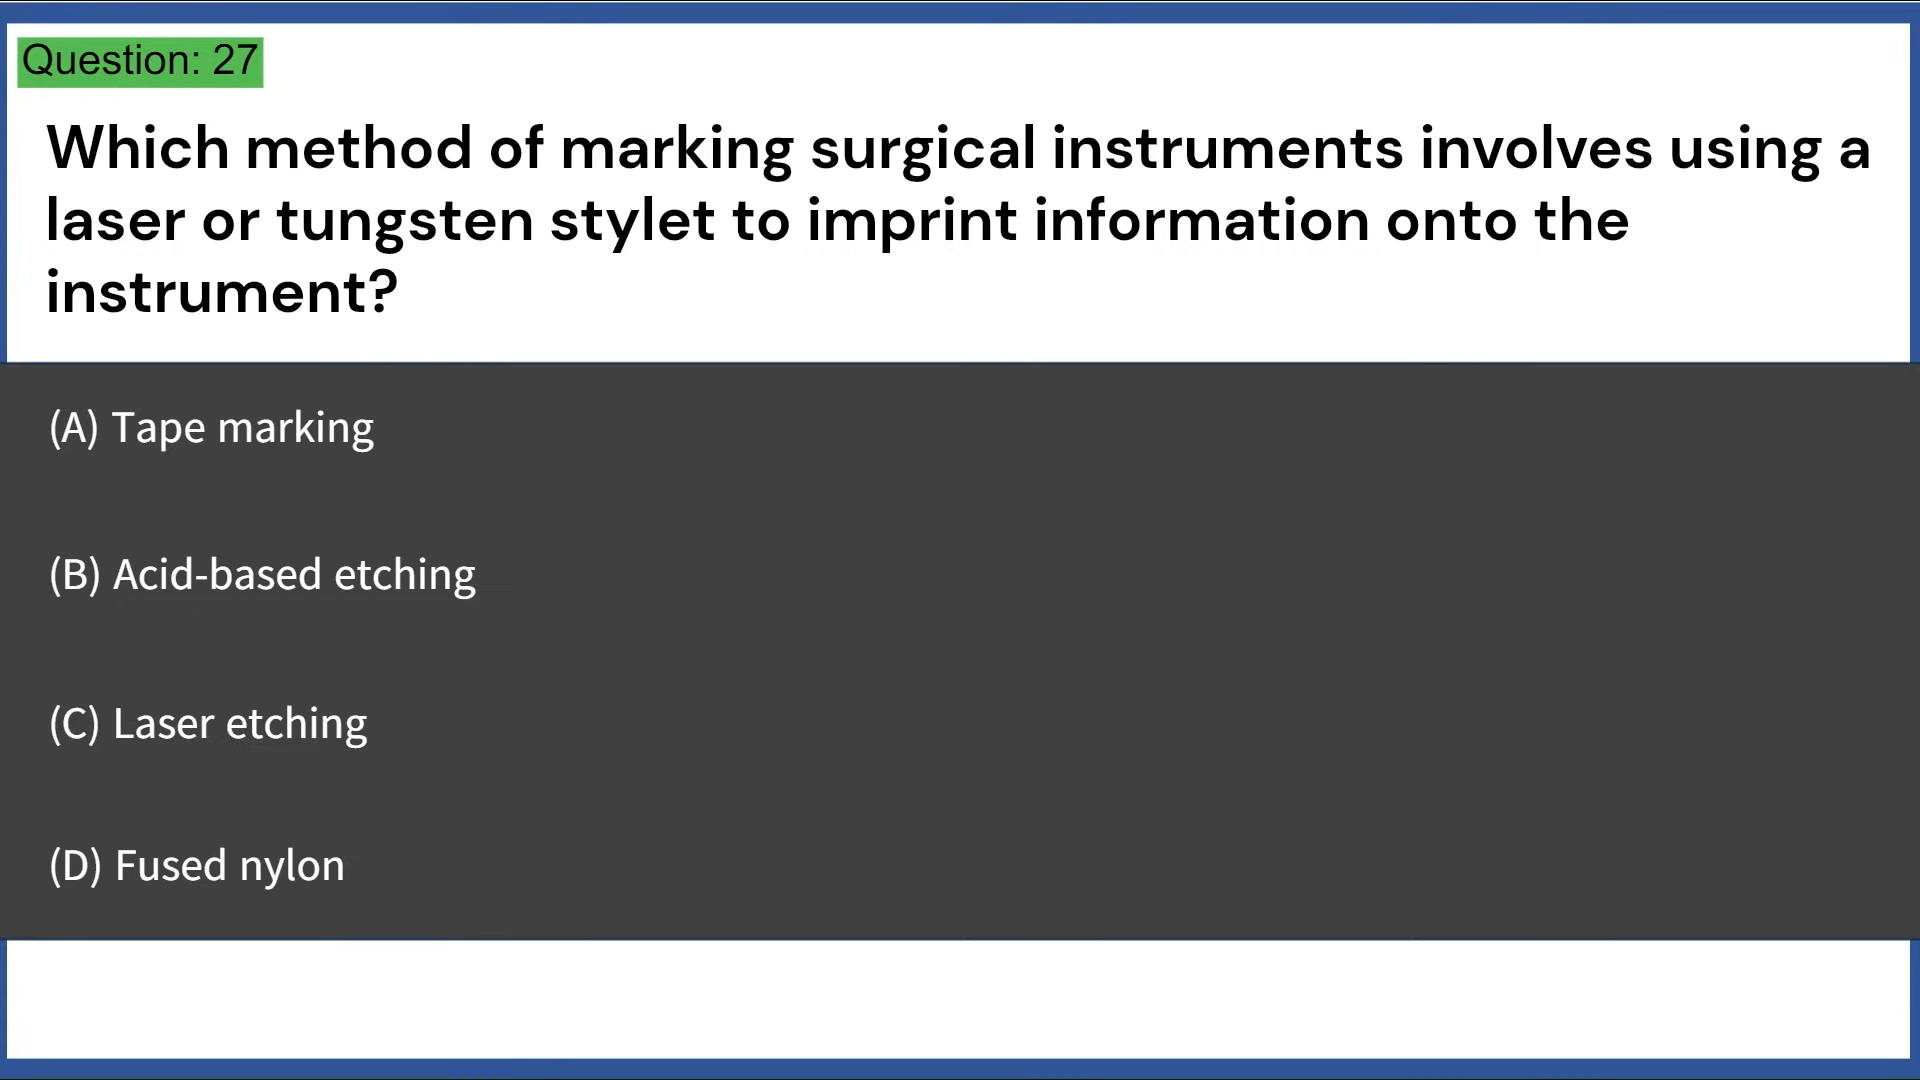 Question: 27
Which method of marking surgical instruments involves using a
laser or tungsten stylet to imprint information onto the
instrument?
(A) Tape marking
(B) Acid-based etching
(C) Laser etching
(D) Fused nylon